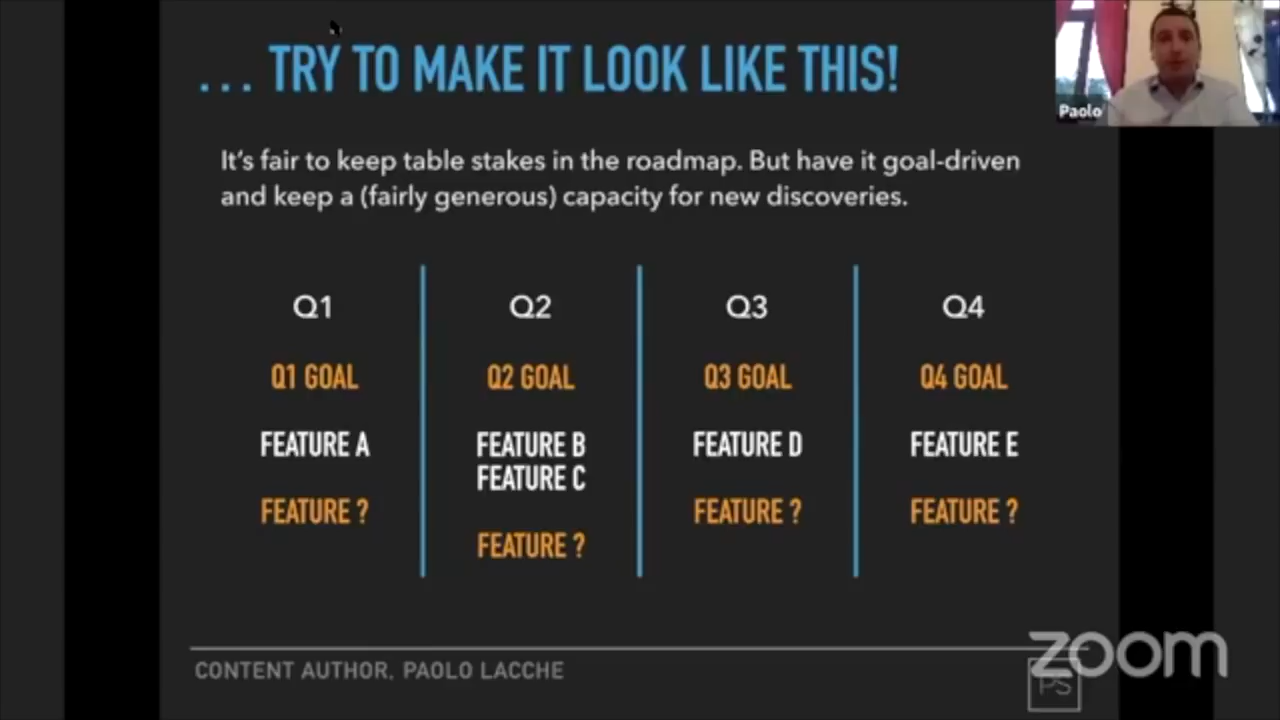 ... TRY TO MAKE IT LOOK LIKE THIS!
Paolo
It's fair to keep table stakes in the roadmap. But have it goal-driven
and keep a (fairly generous) capacity for new discoveries.
Q1
Q1 GOAL
FEATURE A
FEATURE ?
Q2
Q2 GOAL
FEATURE B
FEATURE C
FEATURE ?
Q3
Q3 GOAL
FEATURE D
FEATURE ?
Q4
Q4 GOAL
FEATURE E
FEATURE ?
CONTENT AUTHOR, PAOLO LACCHE
zoom
PS